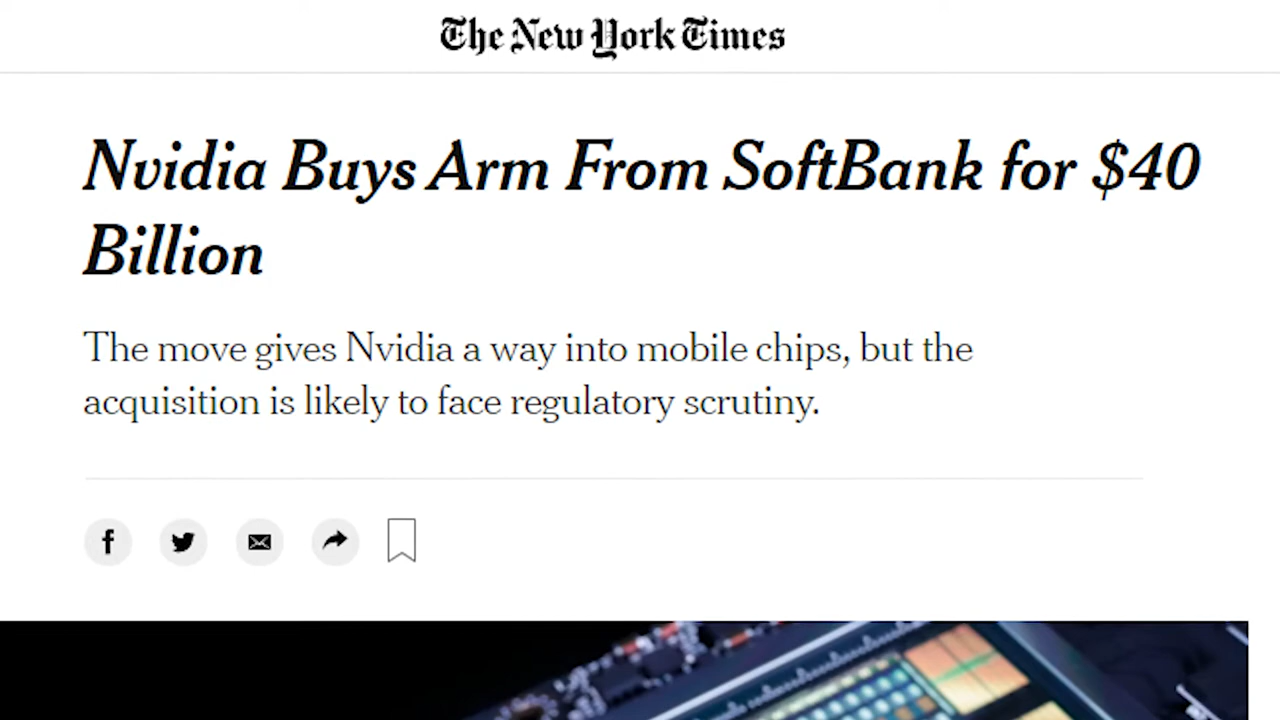 The New York Times
Nvidia Buys Arm From SoftBank for $40
Billion
The move gives Nvidia a way into mobile chips, but the
acquisition is likely to face regulatory scrutiny.